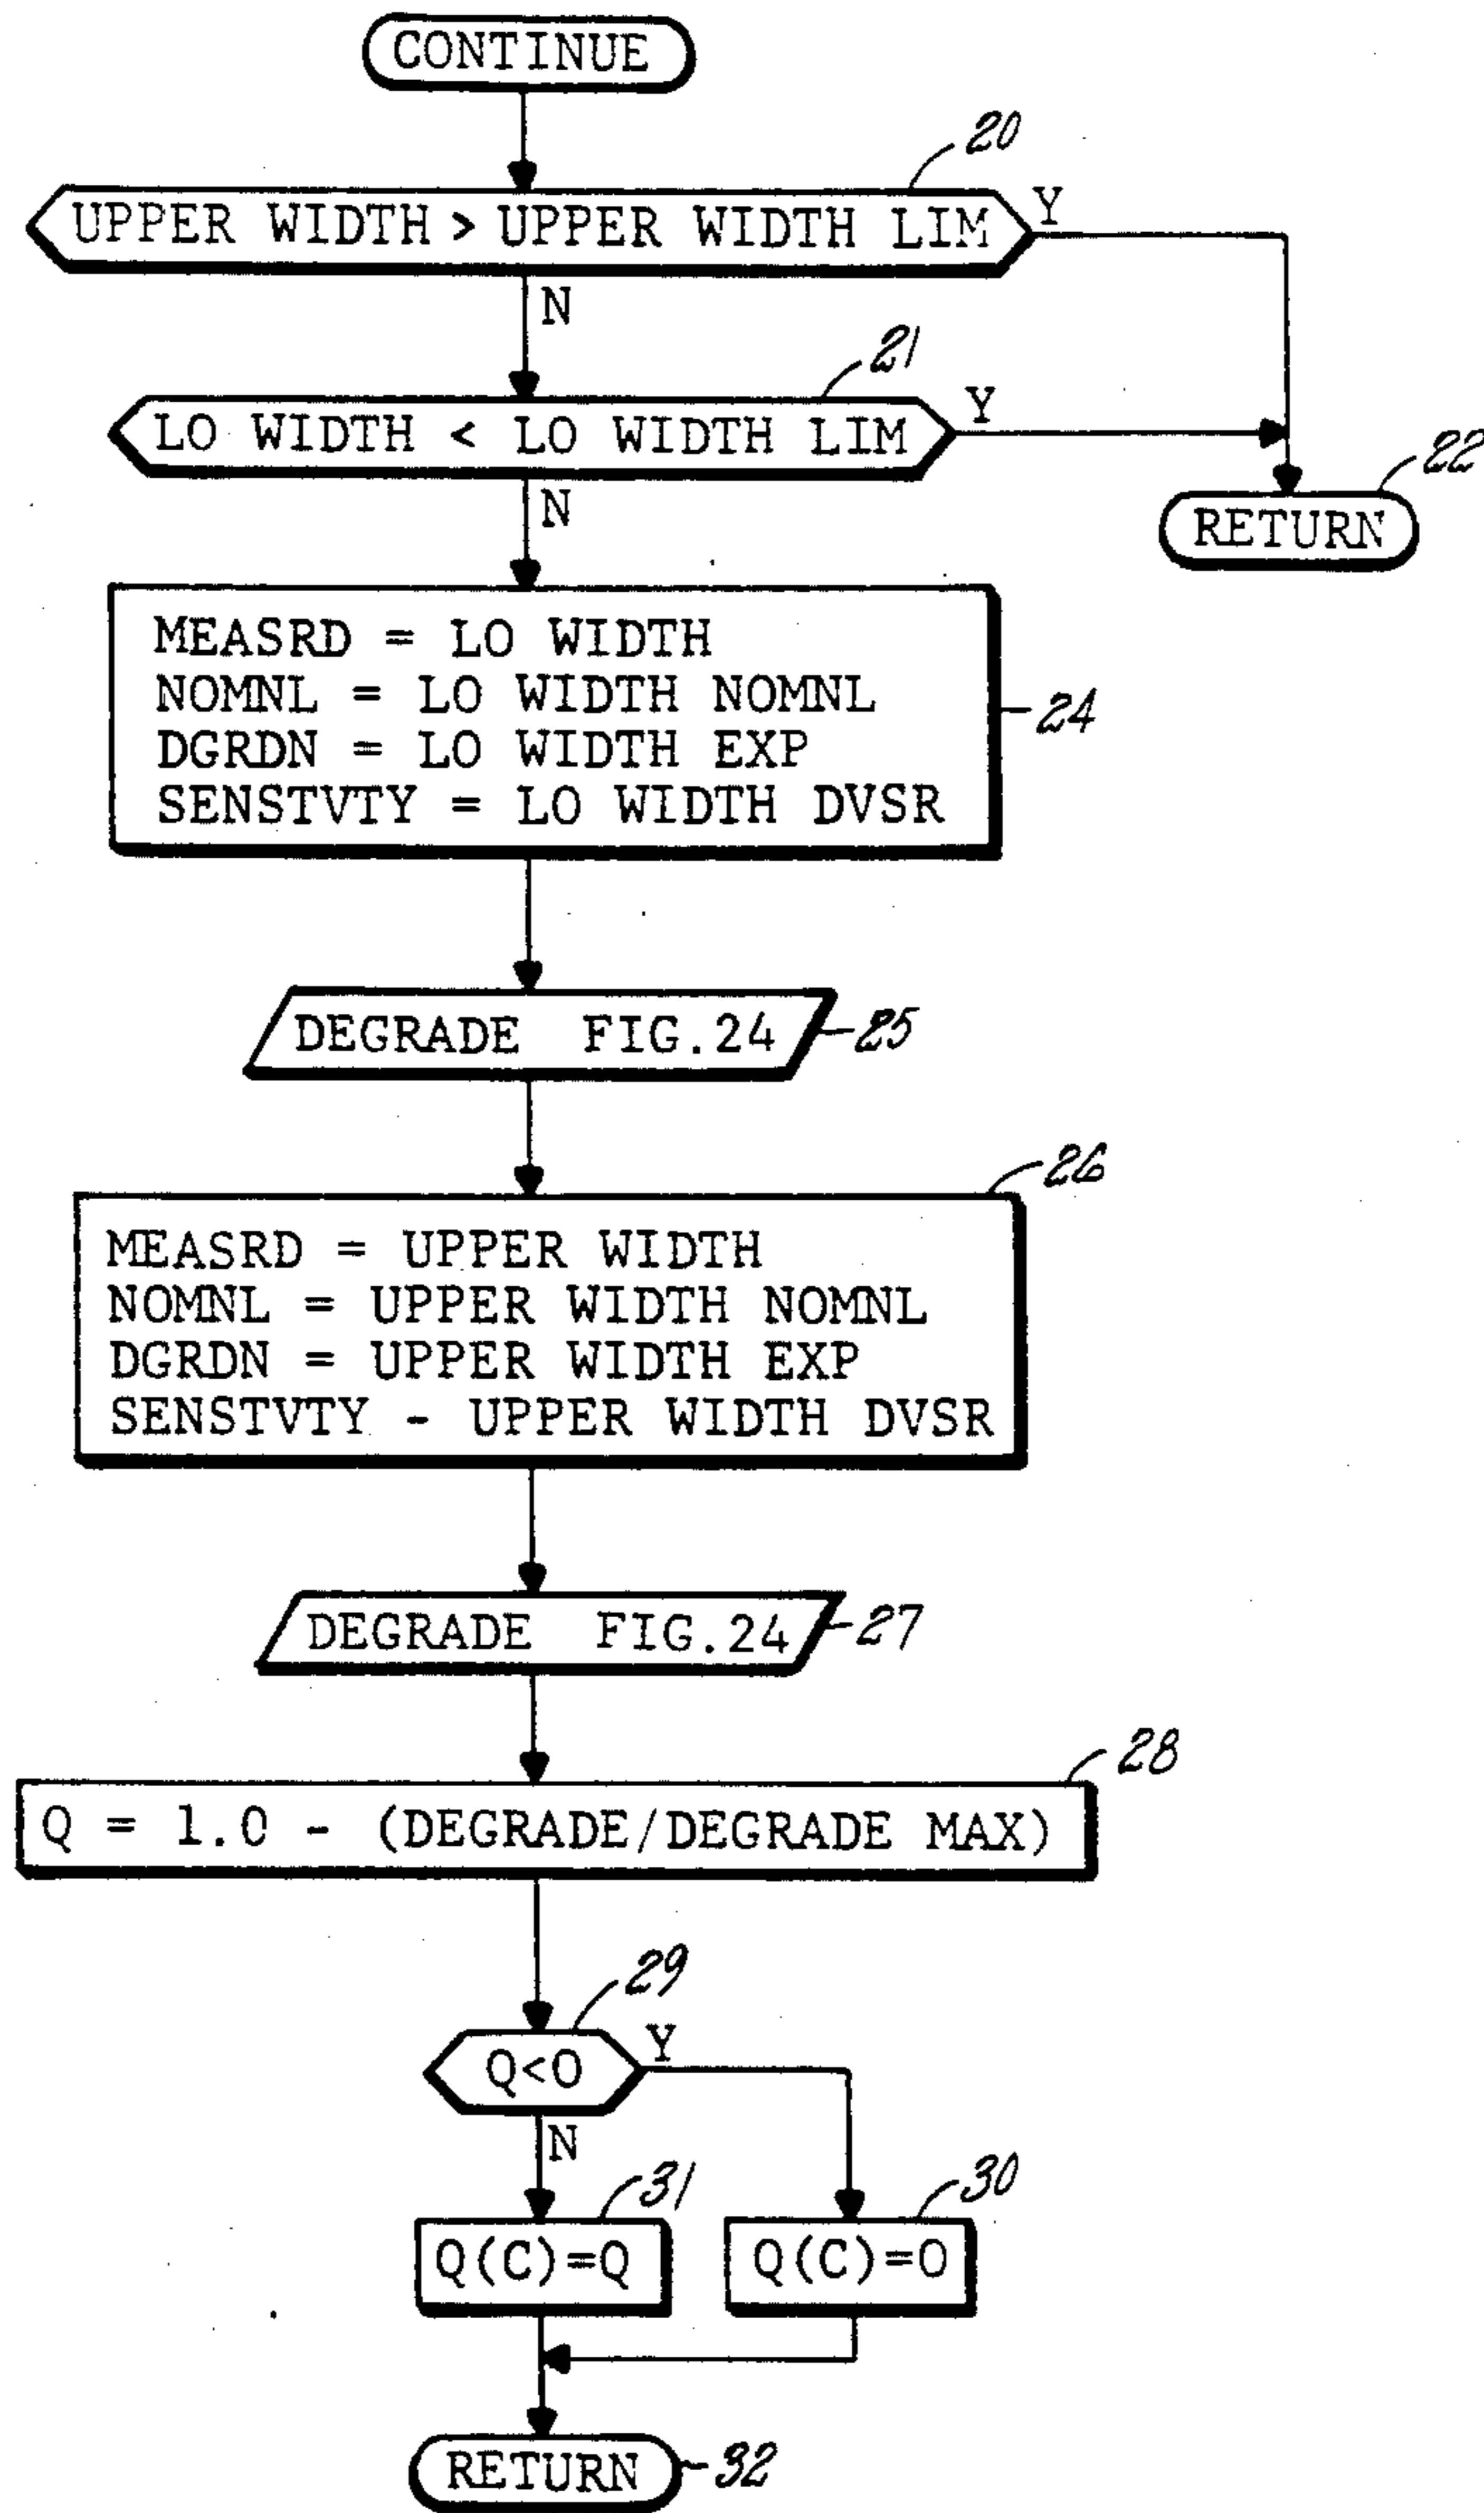 CONTINUE
20
UPPER WIDTH > UPPER WIDTH LIM
Y
N
21
LO WIDTH < LO WIDTH LIM
Y
22
N
RETURN
MEASRD = LO WIDTH
NOMNL = LO WIDTH NOMNL
24
DGRDN = LO WIDTH EXP
SENSTVTY = LO WIDTH DVSR
DEGRADE FIG.24
25
26
MEASRD = UPPER WIDTH
NOMNL = UPPER WIDTH NOMNL
DGRDN = UPPER WIDTH EXP
SENSTVTY - UPPER WIDTH DVSR
DEGRADE FIG.24
27
28
Q = 1.0 - (DEGRADE/DEGRADE MAX)
29
Q<0
Y
N
31
30
Q(C)=Q
Q(C)=0
RETURN
32